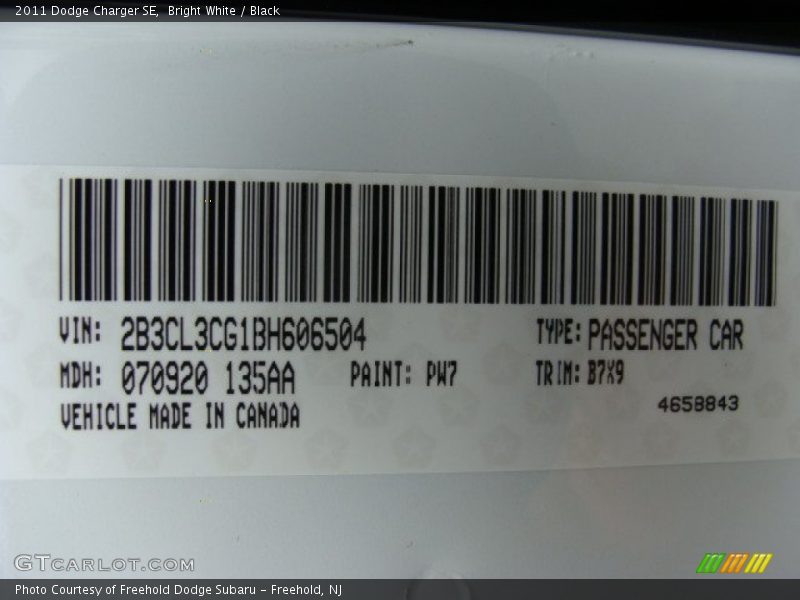 2011 Dodge Charger SE,  Bright White / Black
VIN: 2B3CL3CG1BH606504 TYPE: PASSENGER CAR
MDH: 070920 135AA PAINT: PW7 TRIM: B7X9
VEHICLE MADE IN CANADA 4658843
GTCARLOT.COM
Photo Courtesy of Freehold Dodge Subaru – Freehold, NJ